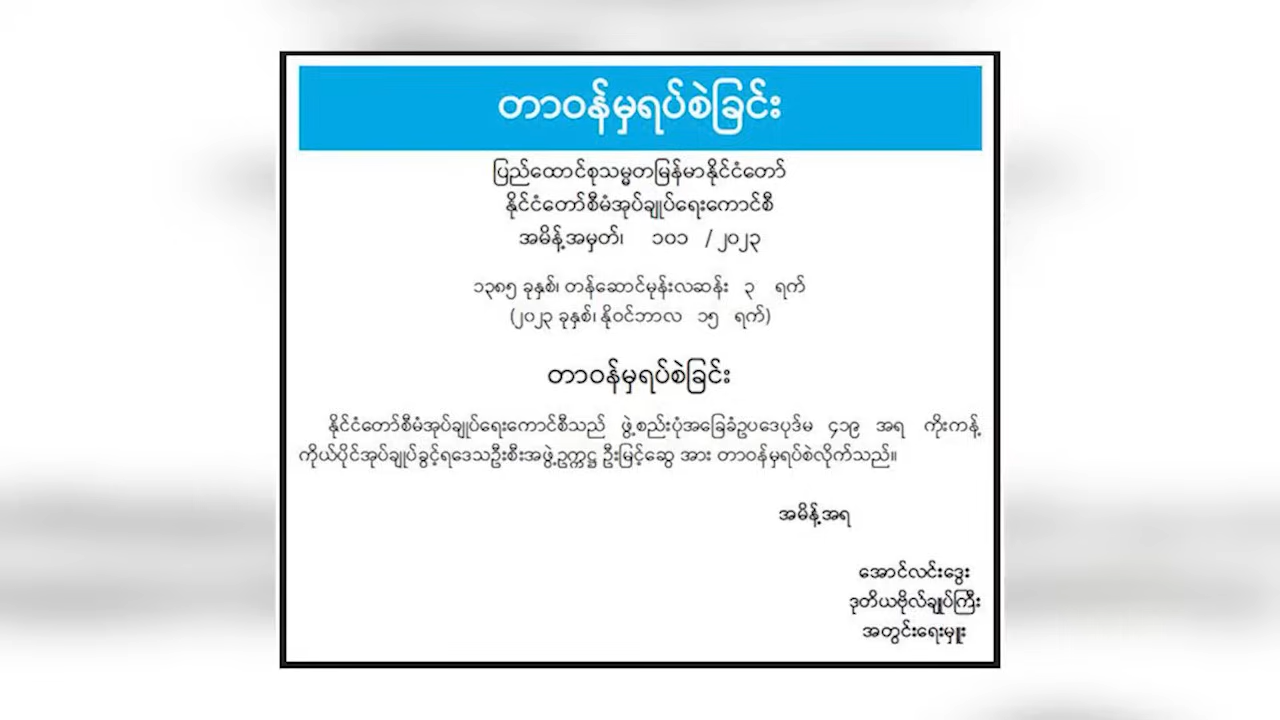 တာဝန်မှရပ်စဲခြင်း
ပြည်ထောင်စုသမ္မတမြန်မာနိုင်ငံတော်
နိုင်ငံတော်စီမံအုပ်ချုပ်ရေးကောင်စီ
အမိန့်အမှတ်၊ ၁၀၁ / ၂၀၂၃
၁၃၈၅ ခုနှစ်၊ တန်ဆောင်မုန်းလဆန်း ၃ ရက်
(၂၀၂၃ ခုနှစ်၊ နိုဝင်ဘာလ ၁၅ ရက်)
တာဝန်မှရပ်စဲခြင်း
နိုင်ငံတော်စီမံအုပ်ချုပ်ရေးကောင်စီသည် ဖွဲ့စည်းပုံအခြေခံဥပဒေပုဒ်မ ၄၁၉ အရ ကိုးကန့်
ကိုယ်ပိုင်အုပ်ချုပ်ခွင့်ရဒေသဦးစီးအဖွဲ့ဥက္ကဋ္ဌ ဦးမြင့်ဆွေ အား တာဝန်မှရပ်စဲလိုက်သည်။
အမိန့်အရ
အောင်လင်းဒွေး
ဒုတိယဗိုလ်ချုပ်ကြီး
အတွင်းရေးမှူး